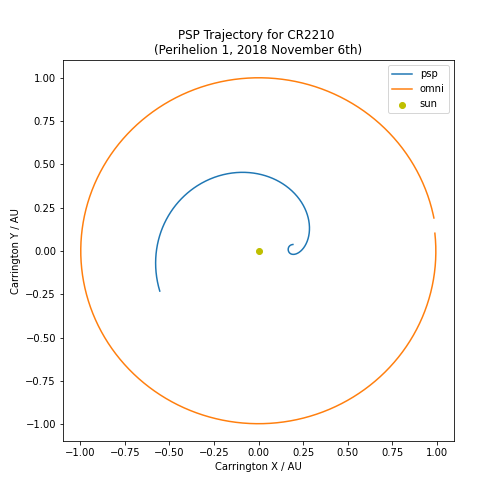 PSP Trajectory for CR2210
(Perihelion 1, 2018 November 6th)
psp
omni
sun
1.00
0.75
0.50
0.25
0.00
−0.25
−0.50
−0.75
−1.00
Carrington Y / AU
−1.00
−0.75
−0.50
−0.25
0.00
0.25
0.50
0.75
1.00
Carrington X / AU